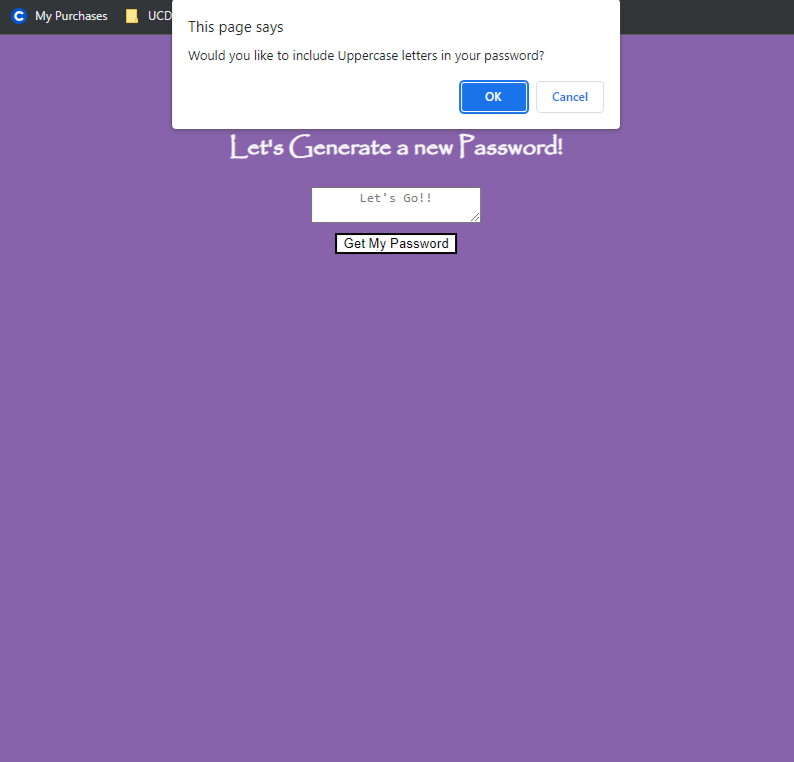 My Purchases UCD
This page says
Would you like to include Uppercase letters in your password?
OK Cancel
Let's Generate a new Password!
Let's Go!!
Get My Password